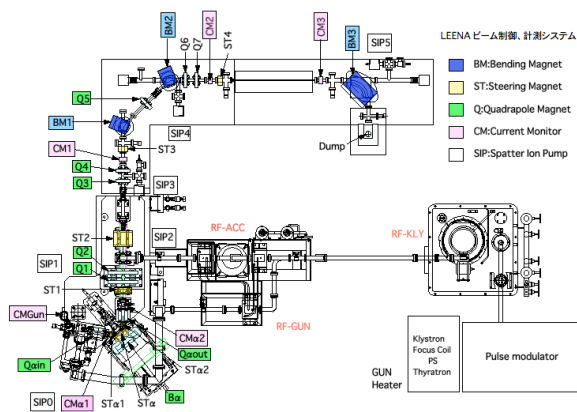 BM2
Q6
Q7
CM2
ST4
CM3
BM3
SIP5
LEENA ビーム制御、計測システム
BM:Bending Magnet
ST:Steering Magnet
Q:Quadrapole Magnet
CM:Current Monitor
SIP:Spatter Ion Pump
Q5
BM1
SIP4
Dump
CM1
ST3
Q4
Q3
SIP3
RF-ACC
RF-KLY
ST2
SIP2
Q2
SIP1
Q1
ST1
CMGun
RF-GUN
CMα2
Qαout
Qαin
STα2
Bα
SIP0
CMα1
STα1
STα
GUN
Heater
Klystron
Focus Coil
PS
Thyratron
Pulse modulator